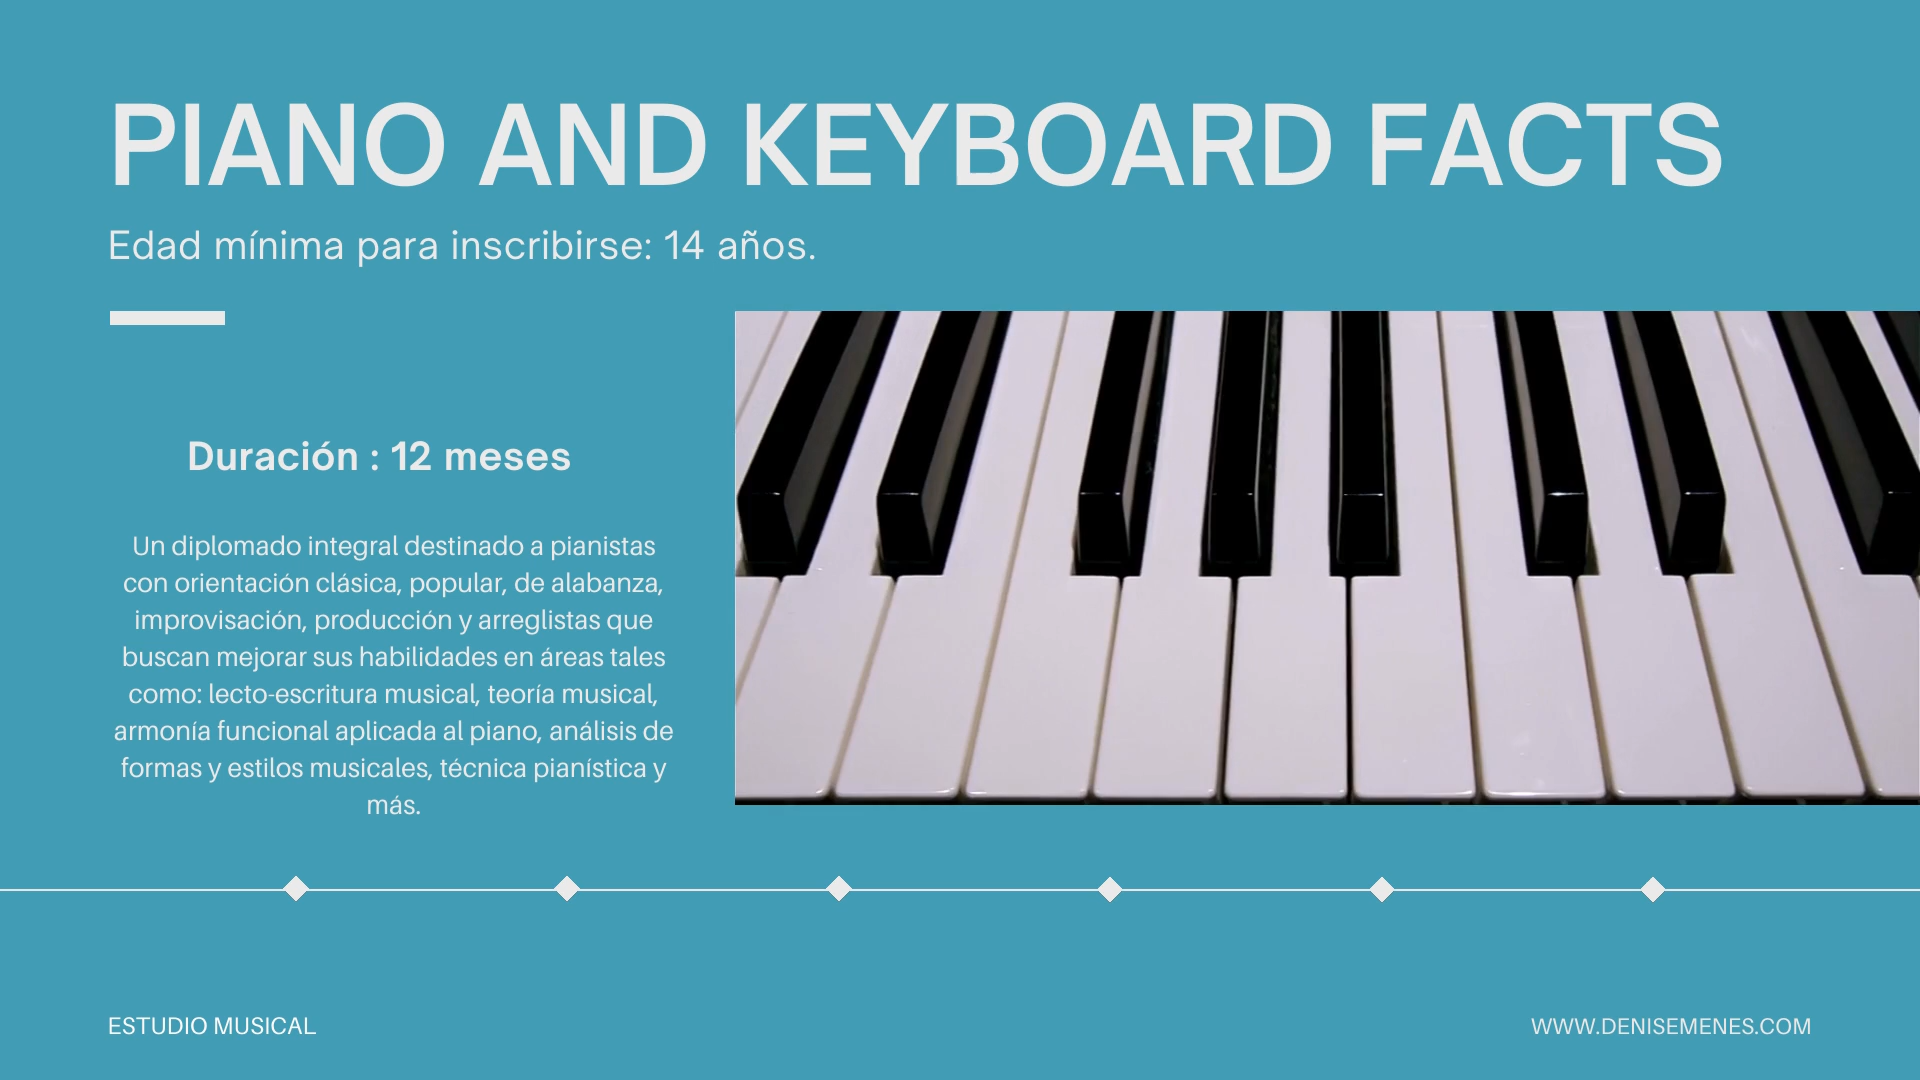 PIANO AND KEYBOARD FACTS
Edad mínima para inscribirse: 14 años.
Duración : 12 meses
Un diplomado integral destinado a pianistas
con orientación clásica, popular, de alabanza,
improvisación, producción y arreglistas que
buscan mejorar sus habilidades en áreas tales
como: lecto-escritura musical, teoría musical,
armonía funcional aplicada al piano, análisis de
formas y estilos musicales, técnica pianística y
más.
ESTUDIO MUSICAL
WWW.DENISEMENES.COM